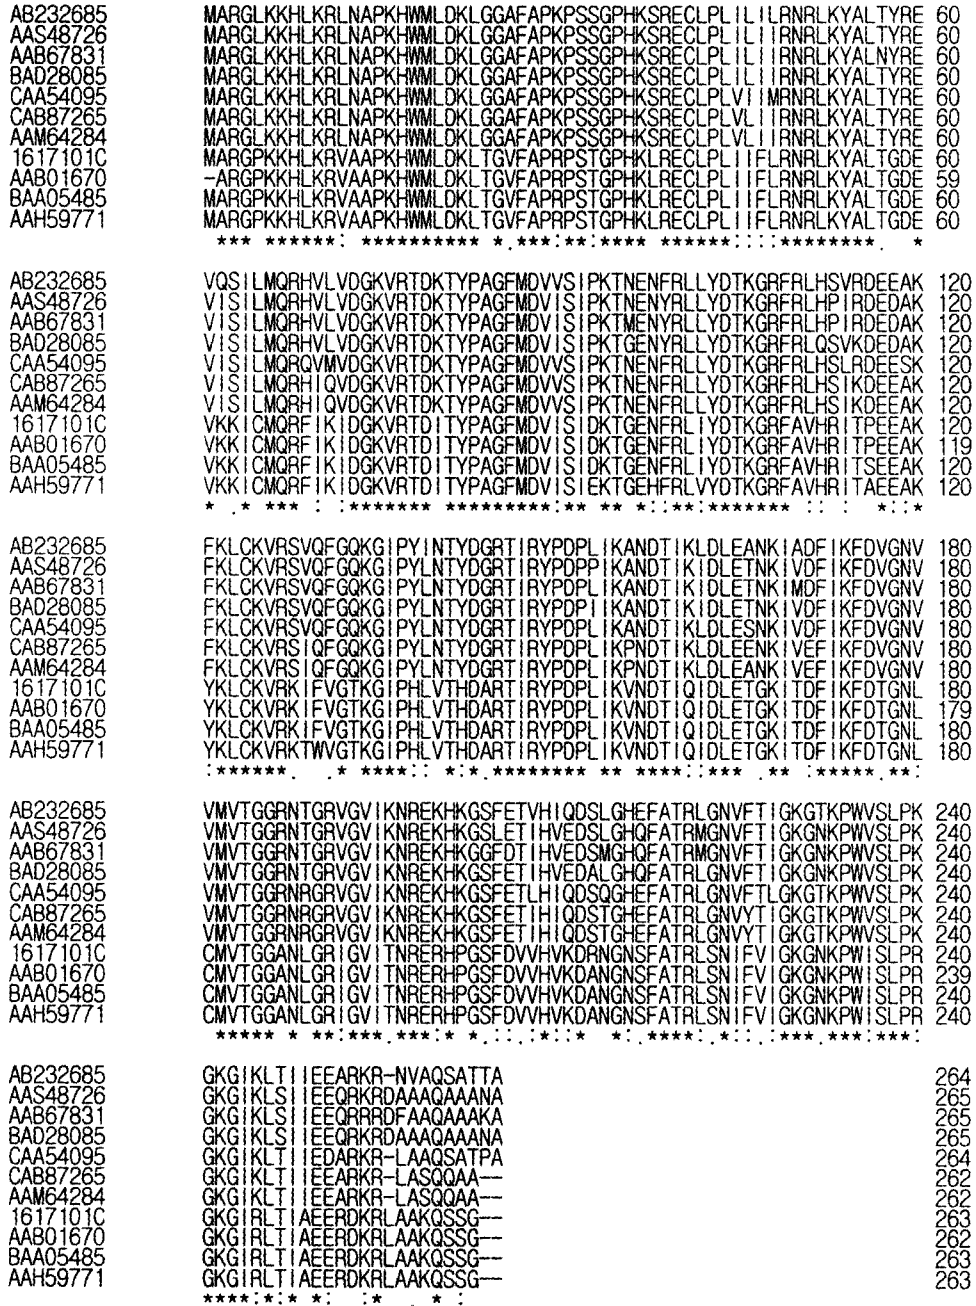 AB232685 MARGLKKHLKRLNAPKHWMLDKLGGAFAPKPSSGPHKSRECLPLILILRNRLKYALTYRE 60
AAS48726 MARGLKKHLKRLNAPKHWMLDKLGGAFAPKPSSGPHKSRECLPLILIIRNRLKYALTYRE 60
AAB67831 MARGLKKHLKRLNAPKHWMLDKLGGAFAPKPSSGPHKSRECLPLILIIRNRLKYALNYRE 60
BAD28085 MARGLKKHLKRLNAPKHWMLDKLGGAFAPKPSSGPHKSRECLPLILIIRNRLKYALTYRE 60
CAA54095 MARGLKKHLKRLNAPKHWMLDKLGGAFAPKPSSGPHKSRECLPLVIIMRNRLKYALTYRE 60
CAB87265 MARGLKKHLKRLNAPKHWMLDKLGGAFAPKPSSGPHKSRECLPLVLIIRNRLKYALTYRE 60
AAM64284 MARGLKKHLKRLNAPKHWMLDKLGGAFAPKPSSGPHKSRECLPLVLIIRNRLKYALTYRE 60
1617101C MARGPKKHLKRVAAPKHWMLDKLTGVFAPRPSTGPHKLRECLPLIIFLRNRLKYALTGDE 60
AAB01670 -ARGPKKHLKRVAAPKHWMLDKLTGVFAPRPSTGPHKLRECLPLIIFLRNRLKYALTGDE 59
BAA05485 MARGPKKHLKRVAAPKHWMLDKLTGVFAPRPSTGPHKLRECLPLIIFLRNRLKYALTGDE 60
AAH59771 MARGPKKHLKRVAAPKHWMLDKLTGVFAPRPSTGPHKLRECLPLIIFLRNRLKYALTGDE 60
*** ******: ********** *.***:**:**** ******::::*********. *
AB232685 VQSILMQRHVLVDGKVRTDKTYPAGFMDVVSIPKTNENFRLLYDTKGRFRLHSVRDEEAK 120
AAS48726 VISILMQRHVLVDGKVRTDKTYPAGFMDVVSIPKTNENFRLLYDTKGRFRLHPIRDEEAK 120
AAB67831 VISILMQRHVLVDGKVRTDKTYPAGFMDVISIPKTMENYRLLYDTKGRFRLHPIRDEDAK 120
BAD28085 VISILMQRHVLVDGKVRTDKTYPAGFMDVISIPKTGENYRLLYDTKGRFRLQSVKDEDAK 120
CAA54095 VISILMQRQVMVDGKVRTDKTYPAGFMDVVSIPKTNENFRLLYDTKGRFRLHSLRDEESK 120
CAB87265 VISILMQRHIQVDGKVRTDKTYPAGFMDVVSIPKTNENFRLLYDTKGRFRLHSIKDEEAK 120
AAM64284 VISILMQRHIQVDGKVRTDKTYPAGFMDVVSIPKTNENFRLLYDTKGRFRLHSIKDEEAK 120
1617101C VKKICMQRFIKIDGKVRTDITYPAGFMDVISIDKTGENFRLIYDTKGRFAVHRITPEEAK 120
AAB01670 VKKICMQRFIKIDGKVRTDITYPAGFMDVISIDKTGENFRLIYDTKGRFAVHRITPEEAK 119
BAA05485 VKKICMQRFIKIDGKVRTDITYPAGFMDVISIDKTGENFRLIYDTKGRFAVHRITSEEAK 120
AAH59771 VKKICMQRFIKIDGKVRTDITYPAGFMDVISIEKTGEHFRLVYDTKGRFAVHRITAEEAK 120
* .* *** : :******* *********:** ** *::**:******* :: : *::*
AB232685 FKLCKVRSVQFGQKGIPYINTYDGRTIRYPDPLIKANDTIKLDLEANKIADFIKFDVGNV 180
AAS48726 FKLCKVRSVQFGQKGIPYLNTYDGRTIRYPDPPIKANDTIKIDLETNKIVDFIKFDVGNV 180
AAB67831 FKLCKVRSVQFGQKGIPYLNTYDGRTIRYPDPLIKANDTIKIDLETNKIMDFIKFDVGNV 180
BAD28085 FKLCKVRSVQFGQKGIPYLNTYDGRTIRYPDPIIKANDTIKIDLETNKIVDFIKFDVGNV 180
CAA54095 FKLCKVRSVQFGQKGIPYLNTYDGRTIRYPDPLIKANDTIKLDLESNKIVDFIKFDVGNV 180
CAB87265 FKLCKVRSIQFGQKGIPYLNTYDGRTIRYPDPLIKPNDTIKLDLEENKIVEFIKFDVGNV 180
AAM64284 FKLCKVRSIQFGQKGIPYLNTYDGRTIRYPDPLIKPNDTIKLDLEANKIVEFIKFDVGNV 180
1617101C YKLCKVRKIFVGTKGIPHLVTHDARTIRYPDPLIKVNDTIQIDLETGKITDFIKFDTGNL 180
AAB01670 YKLCKVRKIFVGTKGIPHLVTHDARTIRYPDPLIKVNDTIQIDLETGKITDFIKFDTGNL 179
BAA05485 YKLCKVRKIFVGTKGIPHLVTHDARTIRYPDPLIKVNDTIQIDLETGKITDFIKFDTGNL 180
AAH59771 YKLCKVRKTWVGTKGIPHLVTHDARTIRYPDPLIKVNDTIQIDLETGKITDFIKFDTGNL 180
:******. .* ****:: *:*.******** ** ****::*** .** :*****.**:
AB232685 VMVTGGRNTGRVGVIKNREKHKGSFETVHIQDSLGHEFATRLGNVFTIGKGTKPWVSLPK 240
AAS48726 VMVTGGRNTGRVGVIKNREKHKGSFETIHVEDSLGHQFATRMGNVFTIGKGNKPWVSLPK 240
AAB67831 VMVTGGRNTGRVGVIKNREKHKGGFDTIHVEDSMGHQFATRMGNVFTIGKGNKPWVSLPK 240
BAD28085 VMVTGGRNTGRVGVIKNREKHKGSFETIHVEDALGHQFATRLGNVFTIGKGNKPWVSLPK 240
CAA54095 VMVTGGRNRGRVGVIKNREKHKGSFETLHIQDSQGHEFATRLGNVFTLGKGTKPWVSLPK 240
CAB87265 VMVTGGRNRGRVGVIKNREKHKGSFETIHIQDSTGHEFATRLGNVYTIGKGTKPWVSLPK 240
AAM64284 VMVTGGRNRGRVGVIKNREKHKGSFETIHIQDSTGHEFATRLGNVYTIGKGTKPWVSLPK 240
1617101C CMVTGGANLGRIGVITNRERHPGSFDVVHVKDRNGNSFATRLSNIFVIGKGNKPWISLPR 240
AAB01670 CMVTGGANLGRIGVITNRERHPGSFDVVHVKDANGNSFATRLSNIFVIGKGNKPWISLPR 239
BAA05485 CMVTGGANLGRIGVITNRERHPGSFDVVHVKDANGNSFATRLSNIFVIGKGNKPWISLPR 240
AAH59771 CMVTGGANLGRIGVITNRERHPGSFDVVHVKDANGNSFATRLSNIFVIGKGNKPWISLPR 240
***** * **:***.***:* *.*:.:*::* *:.****:.*::.:***.***:***:
AB232685 GKGIKLTIIEEARKR-NVAQSATTA 264
AAS48726 GKGIKLSIIEEQRKRDAAAQAAANA 265
AAB67831 GKGIKLSIIEEQRRRDFAAQAAAKA 265
BAD28085 GKGIKLSIIEEQRKRDAAAQAAANA 265
CAA54095 GKGIKLTIIEDARKR-LAAQSATPA 264
CAB87265 GKGIKLTIIEEARKR-LASQQAA-- 262
AAM64284 GKGIKLTIIEEARKR-LASQQAA-- 262
1617101C GKGIRLTIAEERDKRLAAKQSSG-- 263
AAB01670 GKGIRLTIAEERDKRLAAKQSSG-- 262
BAA05485 GKGIRLTIAEERDKRLAAKQSSG-- 263
AAH59771 GKGIRLTIAEERDKRLAAKQSSG-- 263
****:*:* *: :* . * :